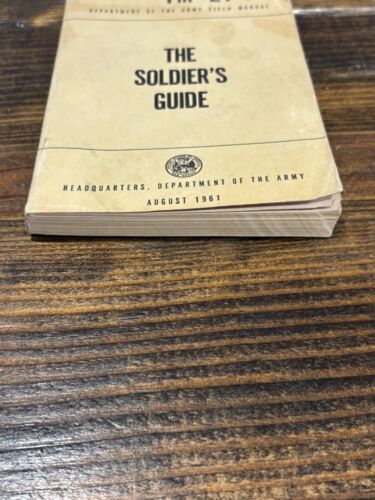 DEPARTMENT OF THE ARMY FIELD MANUAL
THE
SOLDIER'S
GUIDE
HEADQUARTERS, DEPARTMENT OF THE ARMY
AUGUST 1961